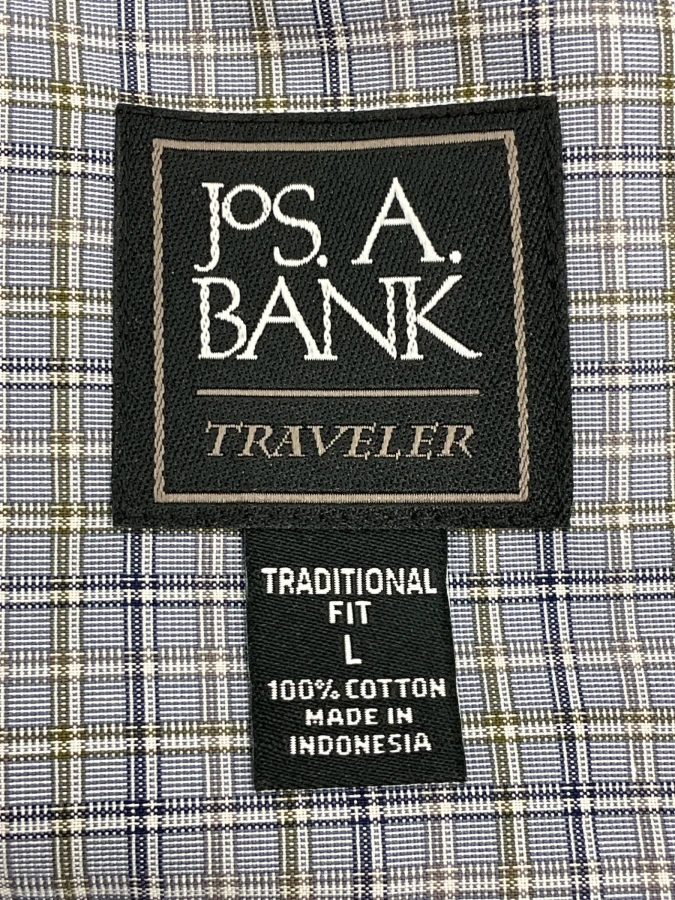 JOS. A.
BANK
TRAVELER
TRADITIONAL
FIT
L
100% COTTON
MADE IN
INDONESIA